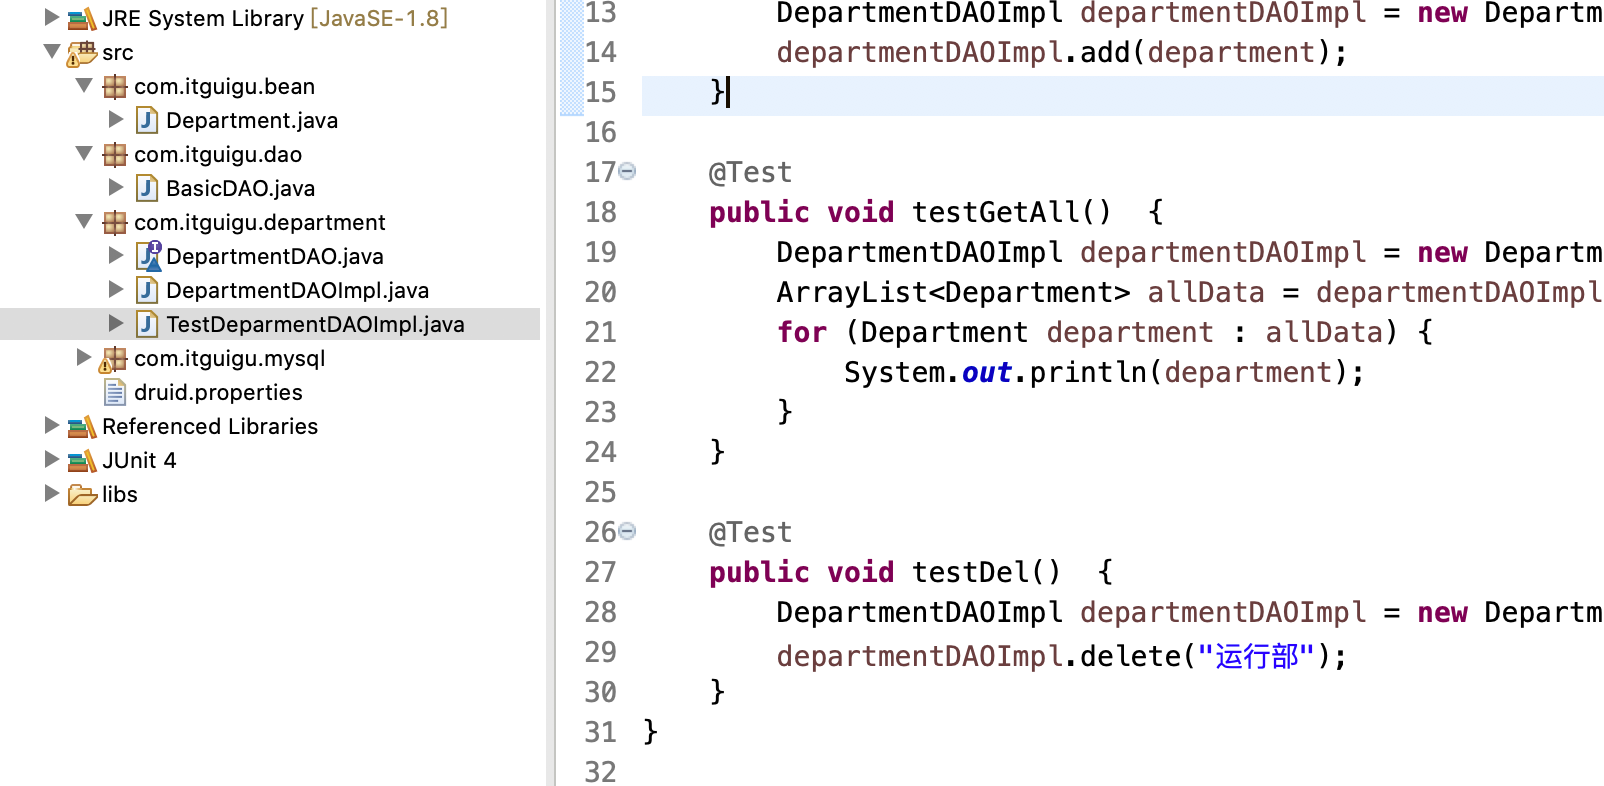 JRE System Library [JavaSE-1.8]
src
com.itguigu.bean
Department.java
com.itguigu.dao
BasicDAO.java
com.itguigu.department
DepartmentDAO.java
DepartmentDAOImpl.java
TestDeparmentDAOImpl.java
com.itguigu.mysql
druid.properties
Referenced Libraries
JUnit 4
libs
13 DepartmentDAOImpl departmentDAOImpl = new Departm
14 departmentDAOImpl.add(department);
15 }
16
17 @Test
18 public void testGetAll()  {
19 DepartmentDAOImpl departmentDAOImpl = new Departm
20 ArrayList<Department> allData = departmentDAOImpl
21 for (Department department : allData) {
22 System.out.println(department);
23 }
24 }
25
26 @Test
27 public void testDel()  {
28 DepartmentDAOImpl departmentDAOImpl = new Departm
29 departmentDAOImpl.delete("运行部");
30 }
31 }
32